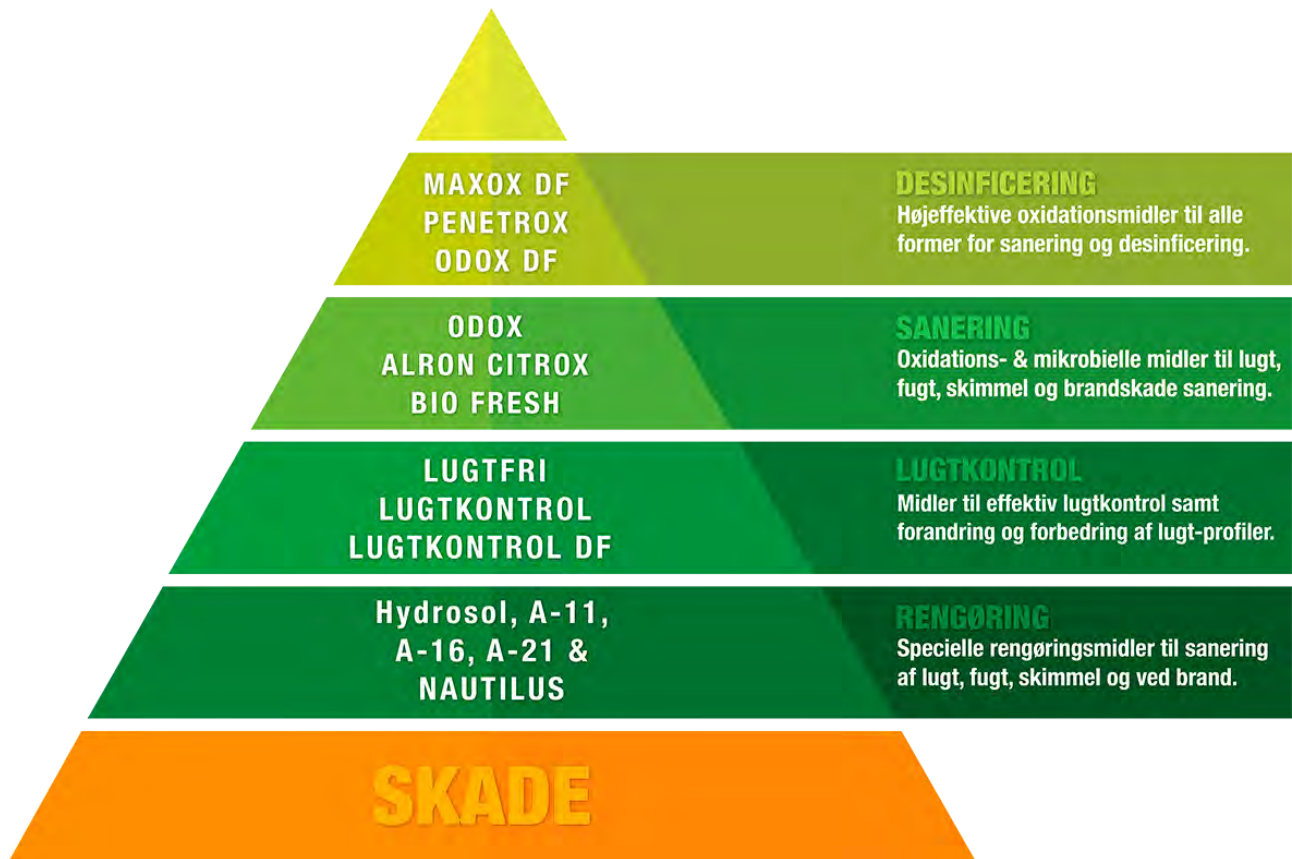 MAXOX DF
PENETROX
ODOX DF
DESINFICERING
Højeffektive oxidationsmidler til alle
former for sanering og desinficering.
ODOX
ALRON CITROX
BIO FRESH
SANERING
Oxidations- & mikrobielle midler til lugt,
fugt, skimmel og brandskade sanering.
LUGTFRI
LUGTKONTROL
LUGTKONTROL DF
LUGTKONTROL
Midler til effektiv lugtkontrol samt
forandring og forbedring af lugt-profiler.
Hydrosol, A-11,
A-16, A-21 &
NAUTILUS
RENGØRING
Specielle rengøringsmidler til sanering
af lugt, fugt, skimmel og ved brand.
SKADE